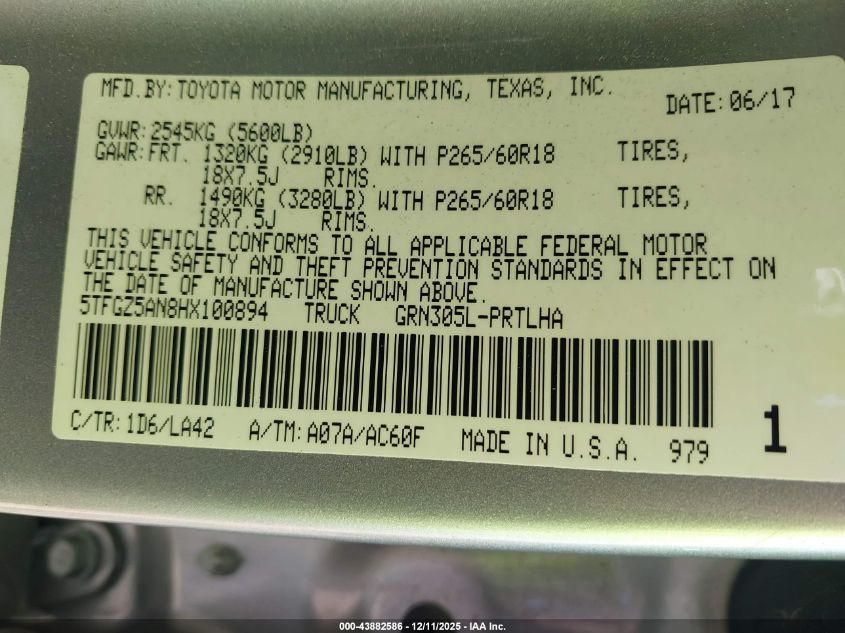 MFD.BY:TOYOTA MOTOR MANUFACTURING, TEXAS, INC.
DATE:06/17
GVWR:2545KG (5600LB)
GAWR:FRT. 1320KG (2910LB) WITH P265/60R18 TIRES,
18X7.5J RIMS.
RR. 1490KG (3280LB) WITH P265/60R18 TIRES,
18X7.5J RIMS.
THIS VEHICLE CONFORMS TO ALL APPLICABLE FEDERAL MOTOR
VEHICLE SAFETY AND THEFT PREVENTION STANDARDS IN EFFECT ON
THE DATE OF MANUFACTURE SHOWN ABOVE.
5TFGZ5AN8HX100894 TRUCK GRN305L-PRTLHA
C/TR:1D6/LA42 A/TM:A07A/AC60F MADE IN U.S.A. 979
1
000-43882586 - 12/11/2025 - IAA Inc.